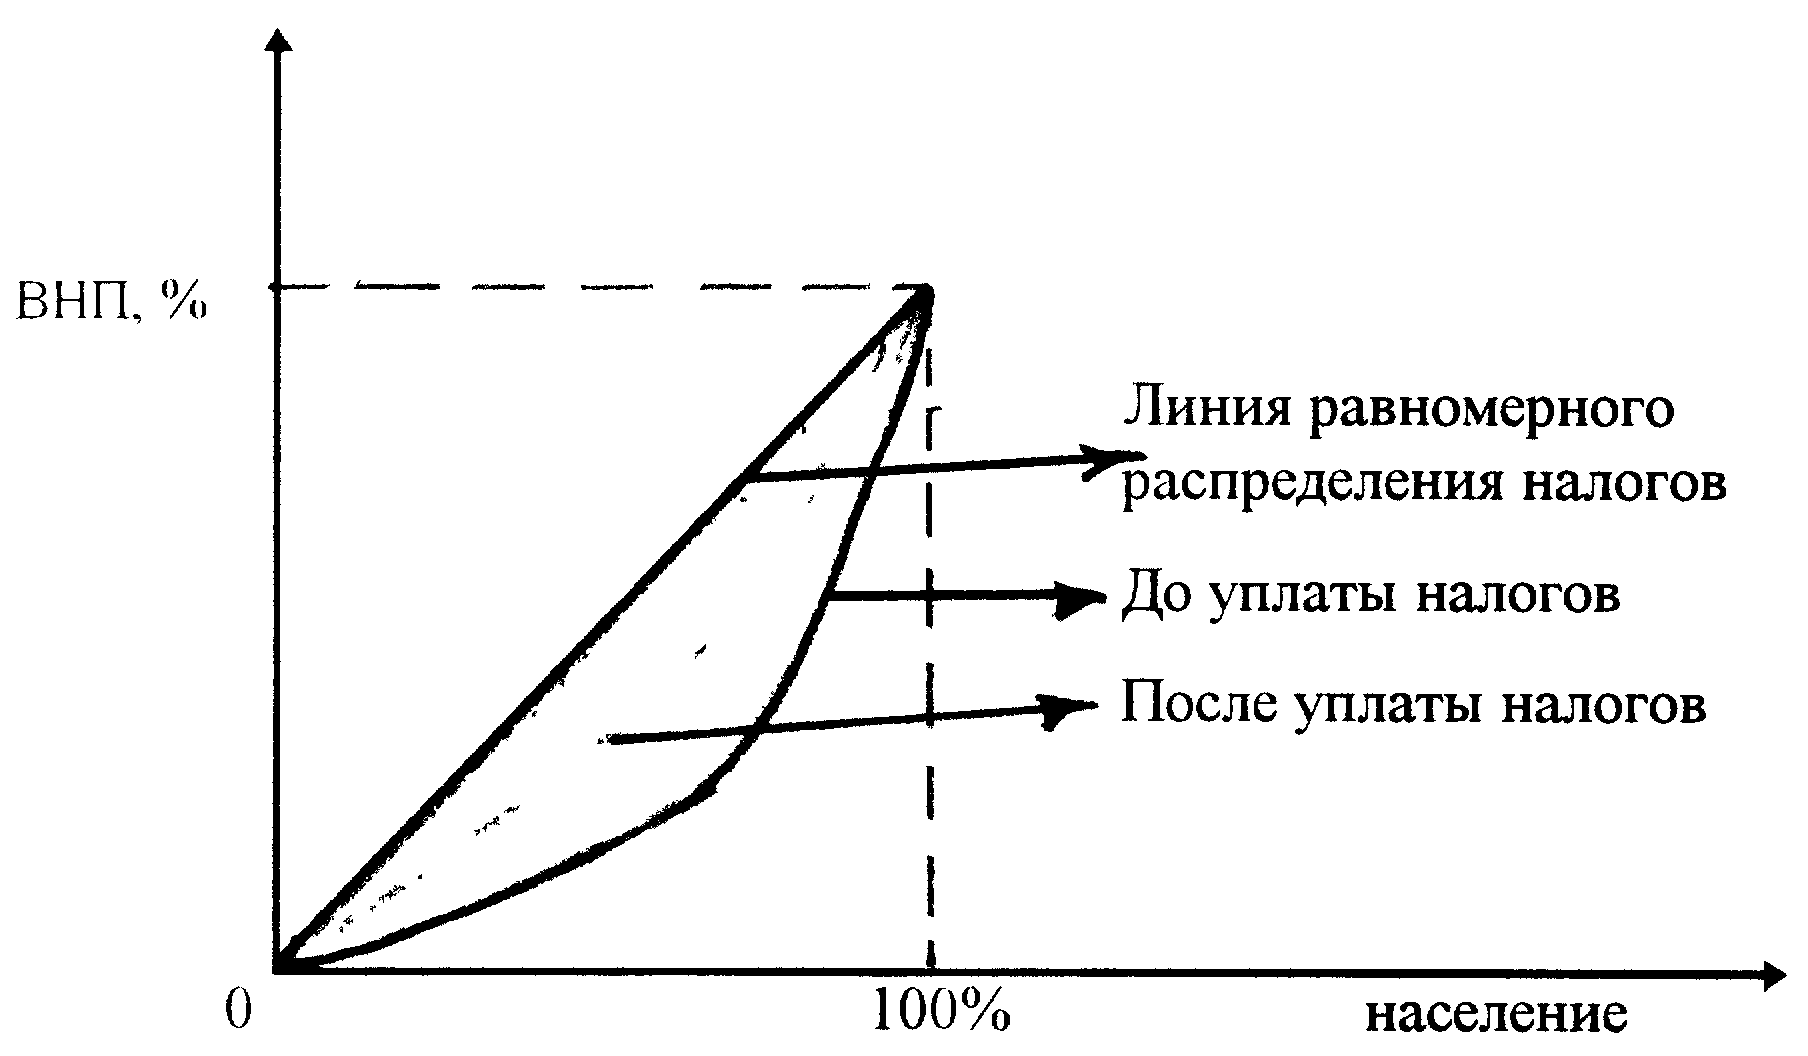 ВНП, %
Линия равномерного
распределения налогов
До уплаты налогов
После уплаты налогов
0
100%
население